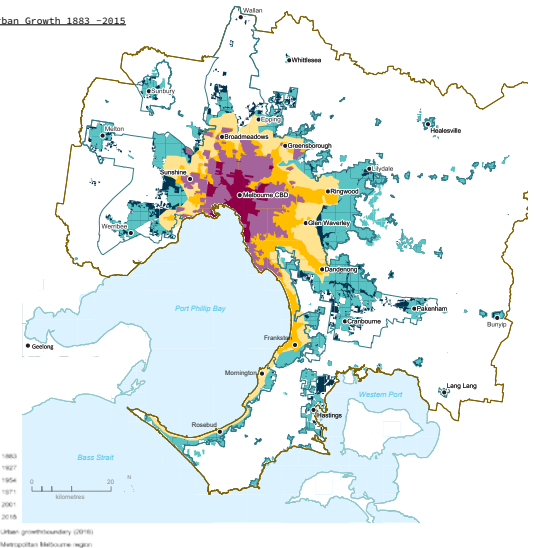 rban Growth 1883 –2015
Wallan
Whittlesea
Sunbury
Epping
Melton
Healesville
Broadmeadows
Greensborough
Lilydale
Sunshine
Ringwood
Melbourne CBD
Glen Waverley
Werribee
Dandenong
Port Phillip Bay
Pakenham
Cranbourne
Bunyip
Frankston
Geelong
Mornington
Western Port
Lang Lang
Hastings
Rosebud
Bass Strait
1883
1927
1954
1971
2001
2015
N
0 20
kilometres
Urban growth boundary (2016)
Metropolitan Melbourne region